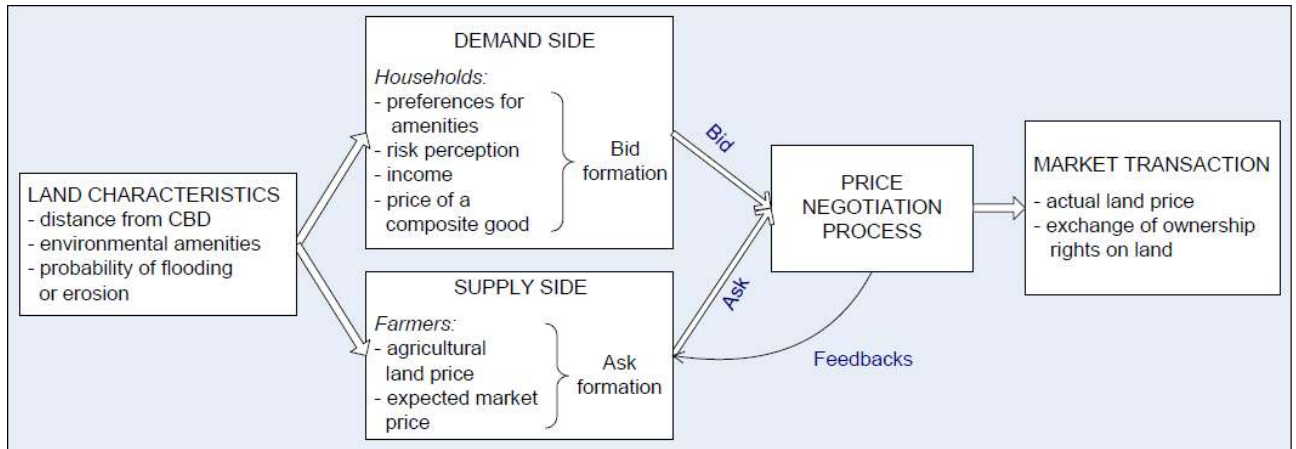 LAND CHARACTERISTICS
- distance from CBD
- environmental amenities
- probability of flooding
or erosion
DEMAND SIDE
Households:
- preferences for
amenities
- risk perception
- income
- price of a
composite good
Bid
formation
SUPPLY SIDE
Farmers:
- agricultural
land price
- expected market
price
Ask
formation
Bid
Ask
PRICE
NEGOTIATION
PROCESS
Feedbacks
MARKET TRANSACTION
- actual land price
- exchange of ownership
rights on land